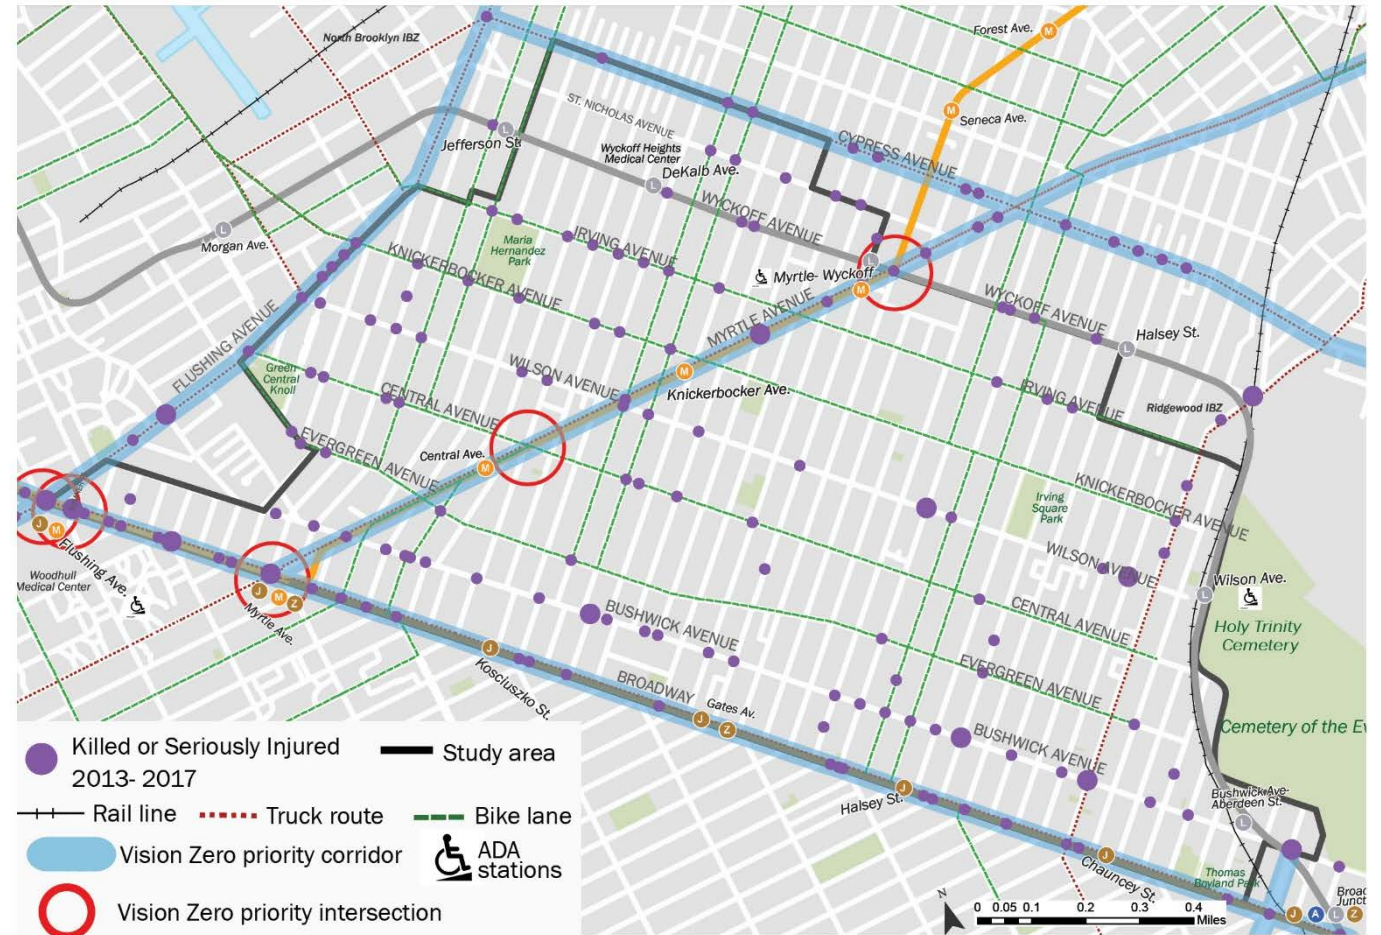 North Brooklyn IBZ
Forest Ave.
M
M
Seneca Ave.
ST. NICHOLAS AVENUE
L
Jefferson St.
CYPRESS AVENUE
Wyckoff Heights
Medical Center
DeKalb Ave.
L
WYCKOFF AVENUE
L
Morgan Ave.
Maria
Hernandez
Park
IRVING AVENUE
KNICKERBOCKER AVENUE
L
Myrtle- Wyckoff
M
WYCKOFF AVENUE
MYRTLE AVENUE
FLUSHING AVENUE
Halsey St.
L
Green
Central
Knoll
WILSON AVENUE
M
Knickerbocker Ave.
CENTRAL AVENUE
IRVING AVENUE
Ridgewood IBZ
EVERGREEN AVENUE
Central Ave.
M
KNICKERBOCKER AVENUE
Irving
Square
Park
J
M
Flushing Ave.
WILSON AVENUE
Woodhull
Medical Center
J
M
Z
Myrtle Ave.
L
Wilson Ave.
BUSHWICK AVENUE
CENTRAL AVENUE
Holy Trinity
Cemetery
J
Kosciuszko St.
EVERGREEN AVENUE
BROADWAY
Gates Av.
J
Z
BUSHWICK AVENUE
Cemetery of the Ev
Halsey St.
J
Bushwick Ave-
Aberdeen St.
L
J
Chauncey St.
Thomas
Boyland Park
Broad
Junct
J
A
L
Z
Killed or Seriously Injured
2013- 2017
Study area
Rail line
Truck route
Bike lane
Vision Zero priority corridor
ADA
stations
Vision Zero priority intersection
N
0 0.05 0.1 0.2 0.3 0.4
Miles